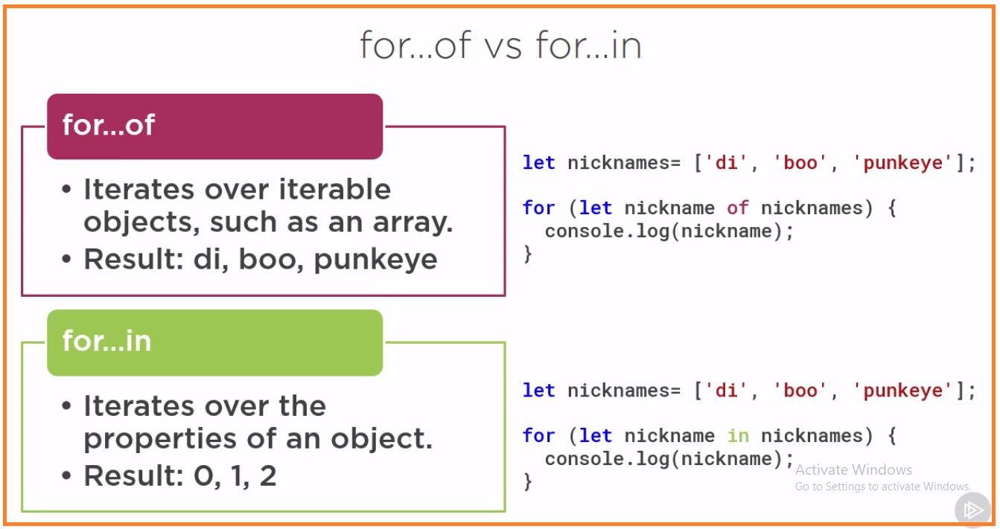 for...of vs for...in
for...of
• Iterates over iterable
objects, such as an array.
• Result: di, boo, punkeye
let nicknames= ['di', 'boo', 'punkeye'];
for (let nickname of nicknames) {
  console.log(nickname);
}
for...in
• Iterates over the
properties of an object.
• Result: 0, 1, 2
let nicknames= ['di', 'boo', 'punkeye'];
for (let nickname in nicknames) {
  console.log(nickname);
}
Activate Windows
Go to Settings to activate Windows.